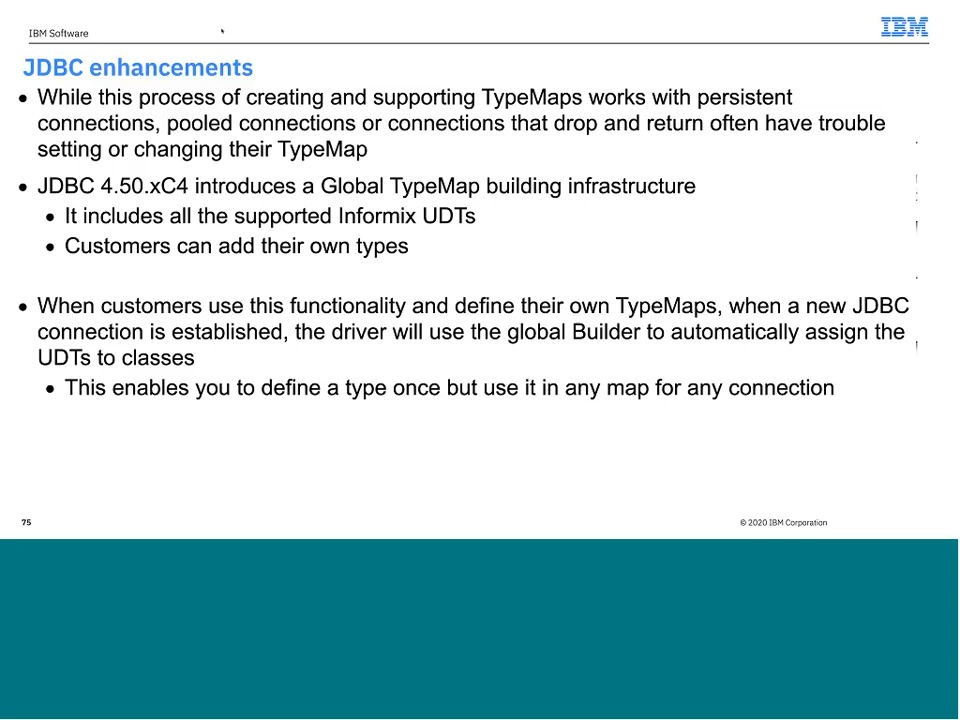 IBM Software
IBM
JDBC enhancements
• While this process of creating and supporting TypeMaps works with persistent
connections, pooled connections or connections that drop and return often have trouble
setting or changing their TypeMap
• JDBC 4.50.xC4 introduces a Global TypeMap building infrastructure
• It includes all the supported Informix UDTs
• Customers can add their own types
• When customers use this functionality and define their own TypeMaps, when a new JDBC
connection is established, the driver will use the global Builder to automatically assign the
UDTs to classes
• This enables you to define a type once but use it in any map for any connection
75
© 2020 IBM Corporation